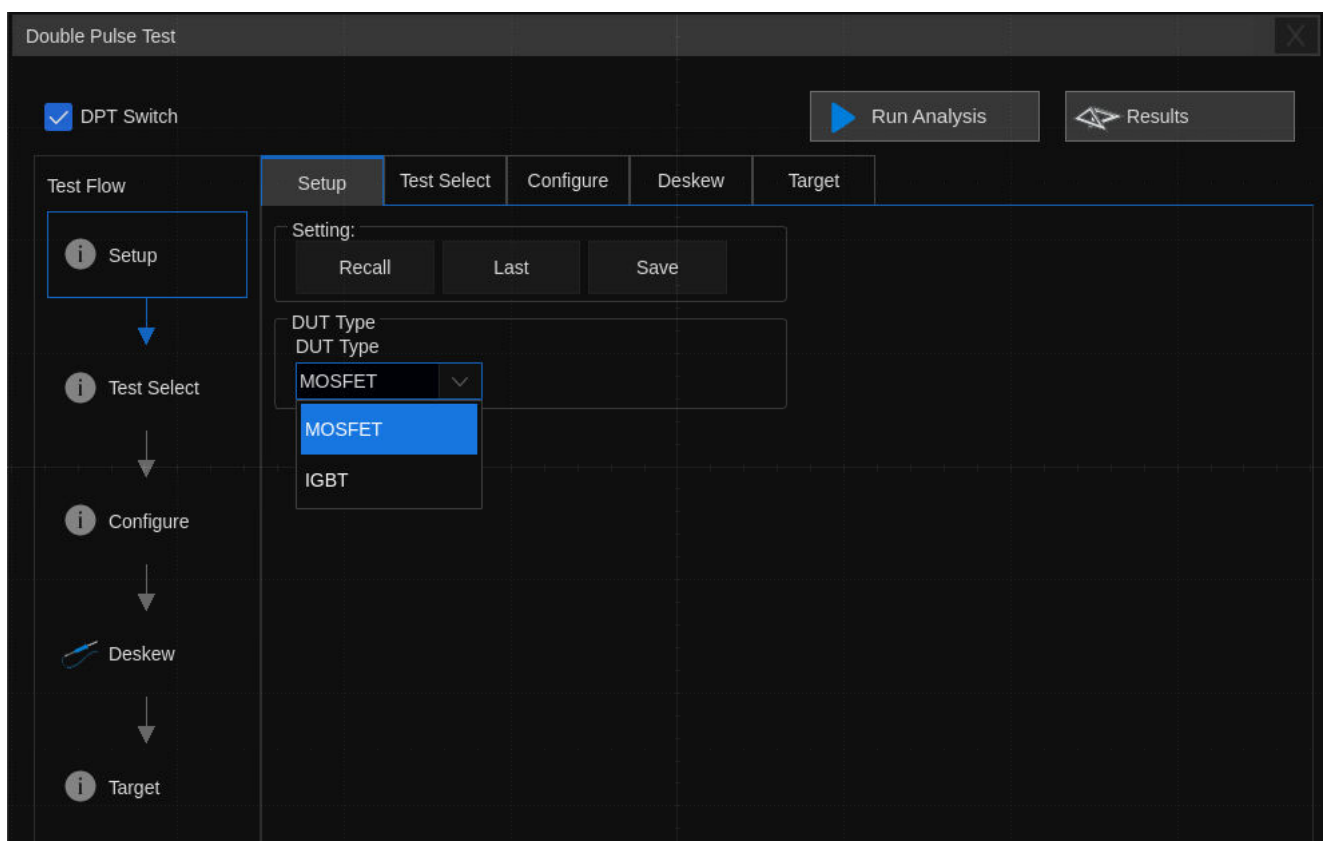 Double Pulse Test
X
DPT Switch
Run Analysis
Results
Test Flow
Setup
Test Select
Configure
Deskew
Target
Setup
Test Select
Configure
Deskew
Target
Setting:
Recall
Last
Save
DUT Type
DUT Type
MOSFET
MOSFET
IGBT